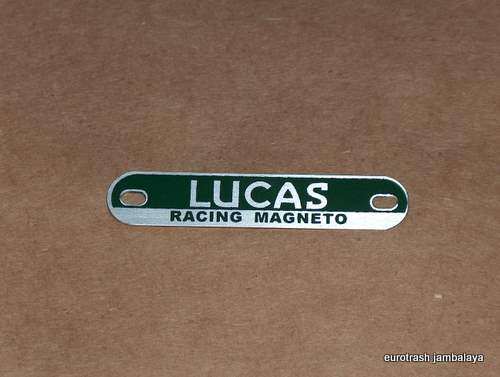 LUCAS
RACING MAGNETO
eurotrash jambalaya